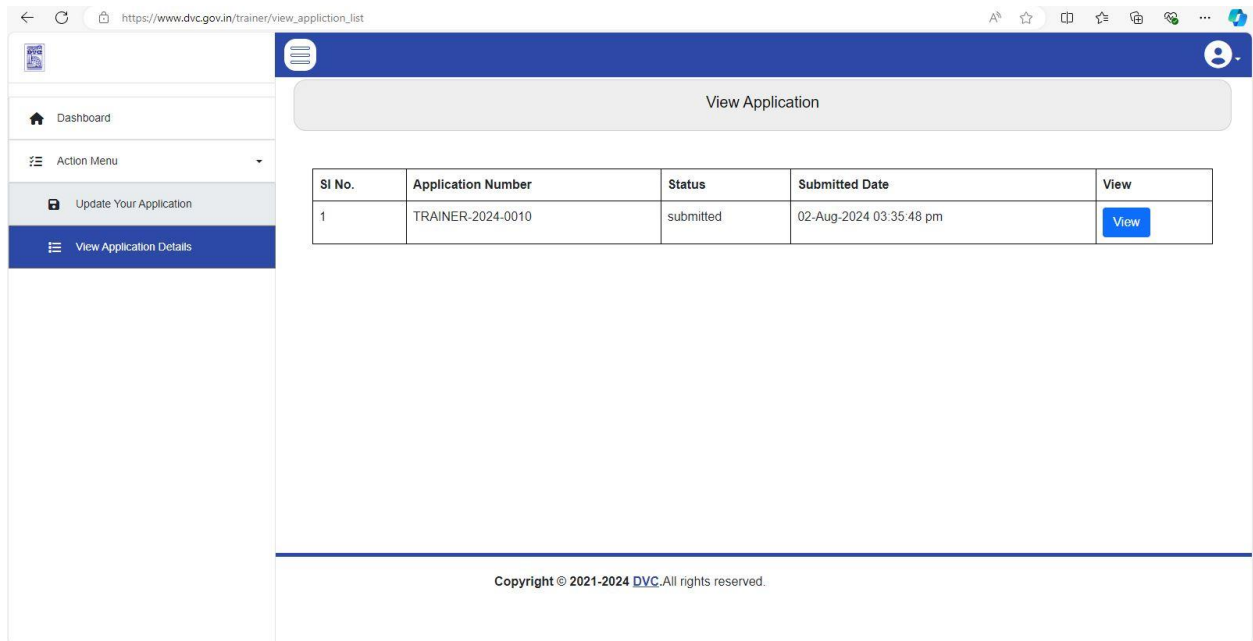 https://www.dvc.gov.in/trainer/view_appliction_list
DVC
View Application
Dashboard
Action Menu
Update Your Application
View Application Details
Sl No. Application Number Status Submitted Date View
1 TRAINER-2024-0010 submitted 02-Aug-2024 03:35:48 pm View
Copyright © 2021-2024 DVC.All rights reserved.